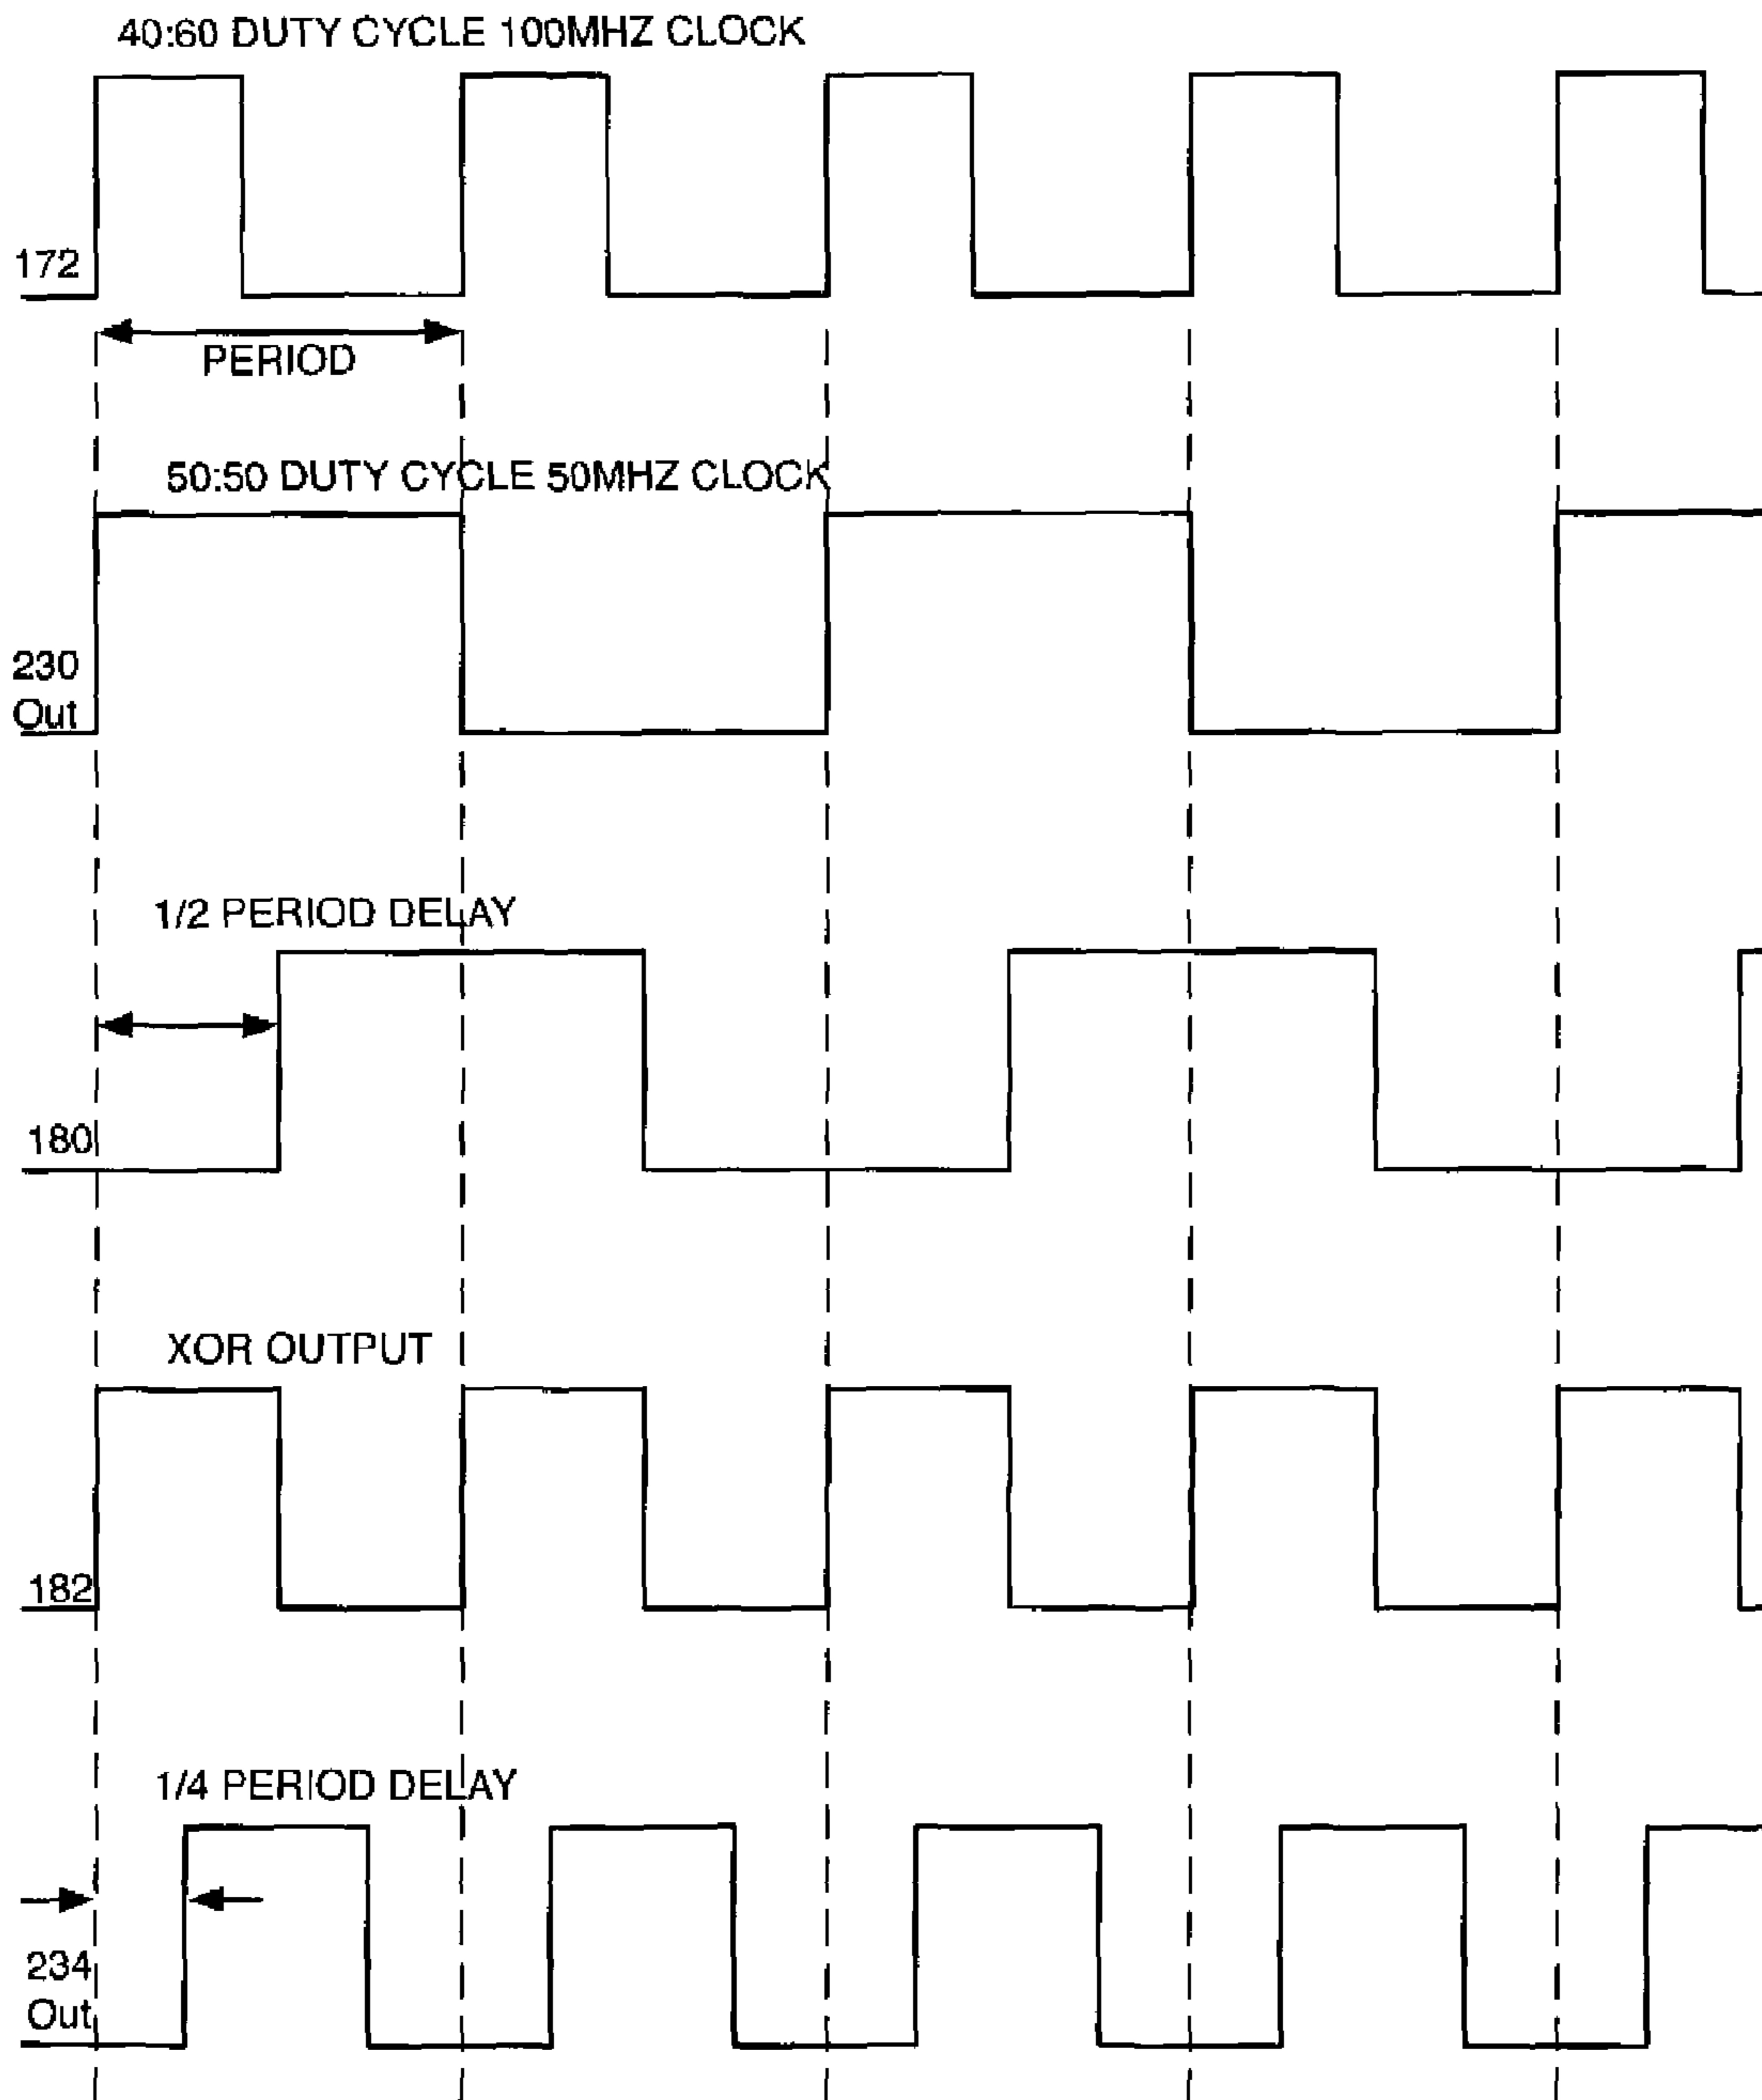 40:60 DUTY CYCLE 100MHZ CLOCK
172
PERIOD
50:50 DUTY CYCLE 50MHZ CLOCK
230
Out
1/2 PERIOD DELAY
180
XOR OUTPUT
182
1/4 PERIOD DELAY
234
Out